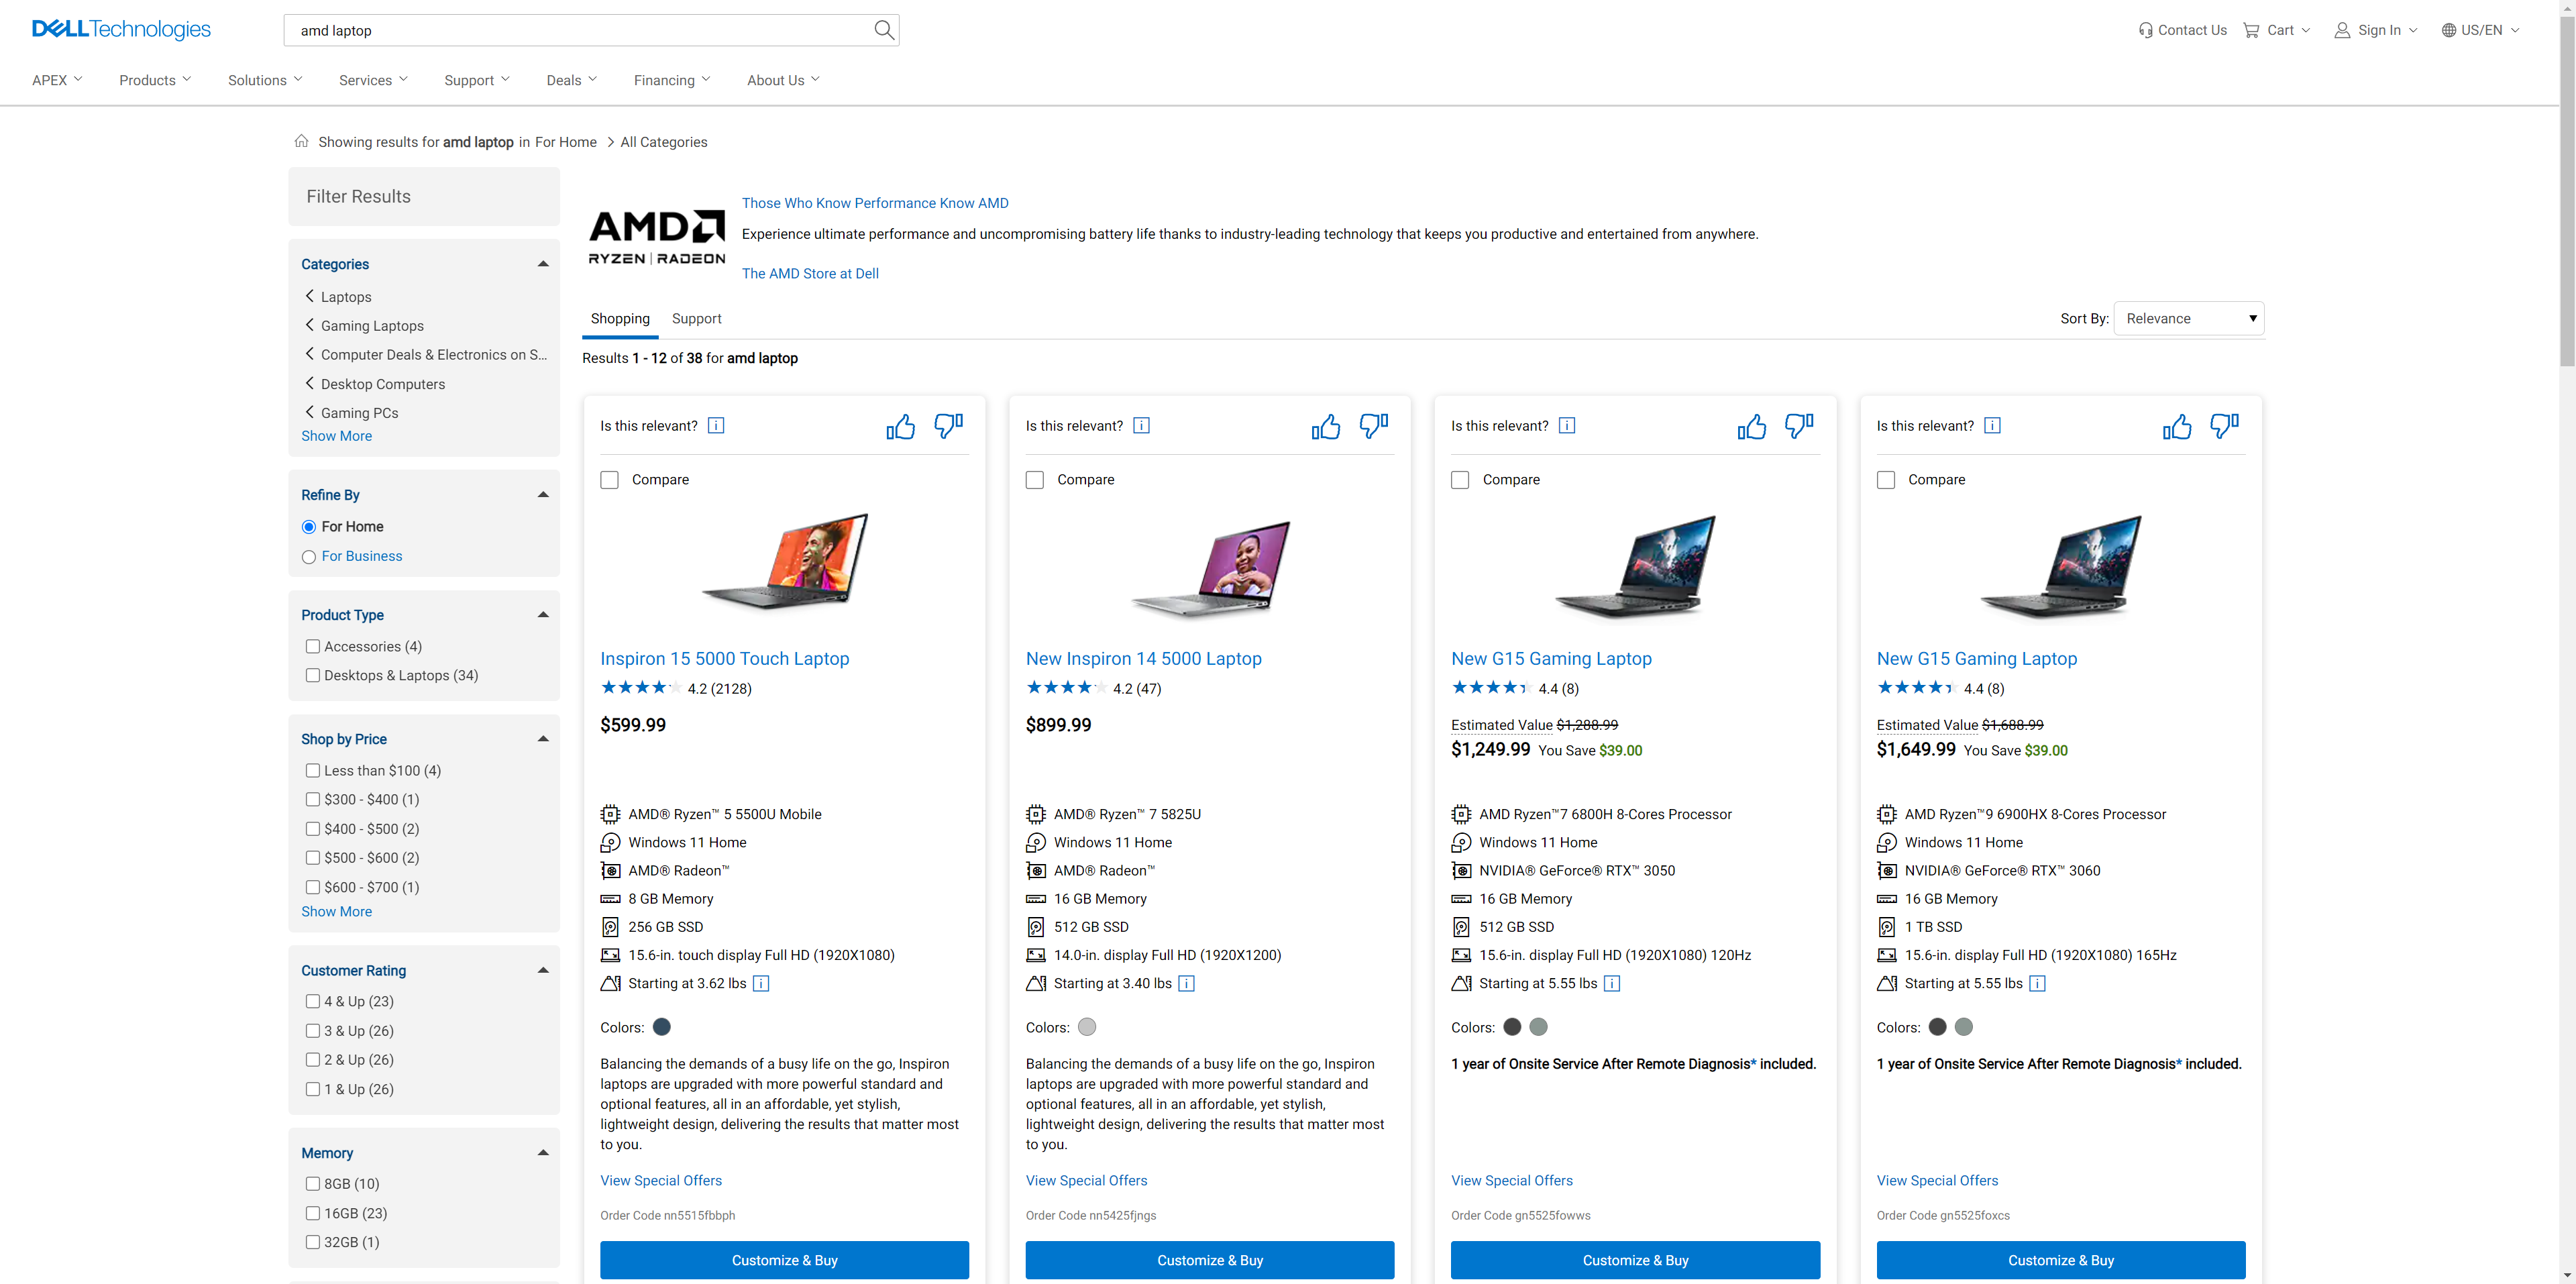 DELL Technologies
amd laptop
Contact Us
Cart
Sign In
US/EN
APEX
Products
Solutions
Services
Support
Deals
Financing
About Us
Showing results for amd laptop in For Home > All Categories
Filter Results
Categories
Laptops
Gaming Laptops
Computer Deals & Electronics on S...
Desktop Computers
Gaming PCs
Show More
Refine By
For Home
For Business
Product Type
Accessories (4)
Desktops & Laptops (34)
Shop by Price
Less than $100 (4)
$300 - $400 (1)
$400 - $500 (2)
$500 - $600 (2)
$600 - $700 (1)
Show More
Customer Rating
4 & Up (23)
3 & Up (26)
2 & Up (26)
1 & Up (26)
Memory
8GB (10)
16GB (23)
32GB (1)
AMD
RYZEN | RADEON
Those Who Know Performance Know AMD
Experience ultimate performance and uncompromising battery life thanks to industry-leading technology that keeps you productive and entertained from anywhere.
The AMD Store at Dell
Shopping
Support
Sort By:
Relevance
Results 1 - 12 of 38 for amd laptop
Is this relevant?
Compare
Inspiron 15 5000 Touch Laptop
4.2 (2128)
$599.99
AMD® Ryzen™ 5 5500U Mobile
Windows 11 Home
AMD® Radeon™
8 GB Memory
256 GB SSD
15.6-in. touch display Full HD (1920X1080)
Starting at 3.62 lbs
Colors:
Balancing the demands of a busy life on the go, Inspiron
laptops are upgraded with more powerful standard and
optional features, all in an affordable, yet stylish,
lightweight design, delivering the results that matter most
to you.
View Special Offers
Order Code nn5515fbbph
Customize & Buy
Is this relevant?
Compare
New Inspiron 14 5000 Laptop
4.2 (47)
$899.99
AMD® Ryzen™ 7 5825U
Windows 11 Home
AMD® Radeon™
16 GB Memory
512 GB SSD
14.0-in. display Full HD (1920X1200)
Starting at 3.40 lbs
Colors:
Balancing the demands of a busy life on the go, Inspiron
laptops are upgraded with more powerful standard and
optional features, all in an affordable, yet stylish,
lightweight design, delivering the results that matter most
to you.
View Special Offers
Order Code nn5425fjngs
Customize & Buy
Is this relevant?
Compare
New G15 Gaming Laptop
4.4 (8)
Estimated Value $1,288.99
$1,249.99 You Save $39.00
AMD Ryzen™7 6800H 8-Cores Processor
Windows 11 Home
NVIDIA® GeForce® RTX™ 3050
16 GB Memory
512 GB SSD
15.6-in. display Full HD (1920X1080) 120Hz
Starting at 5.55 lbs
Colors:
1 year of Onsite Service After Remote Diagnosis* included.
View Special Offers
Order Code gn5525fowws
Customize & Buy
Is this relevant?
Compare
New G15 Gaming Laptop
4.4 (8)
Estimated Value $1,688.99
$1,649.99 You Save $39.00
AMD Ryzen™9 6900HX 8-Cores Processor
Windows 11 Home
NVIDIA® GeForce® RTX™ 3060
16 GB Memory
1 TB SSD
15.6-in. display Full HD (1920X1080) 165Hz
Starting at 5.55 lbs
Colors:
1 year of Onsite Service After Remote Diagnosis* included.
View Special Offers
Order Code gn5525foxcs
Customize & Buy